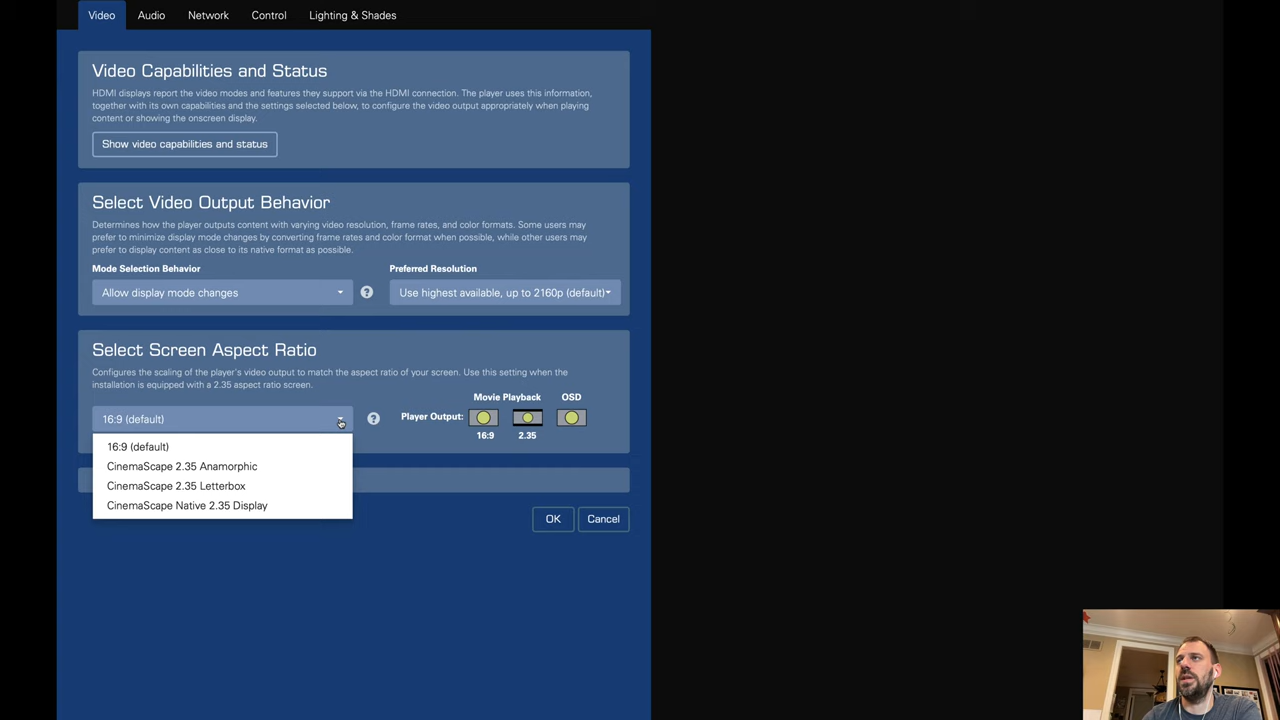 Video Audio Network Control Lighting & Shades
Video Capabilities and Status
HDMI displays report the video modes and features they support via the HDMI connection. The player uses this information,
together with its own capabilities and the settings selected below, to configure the video output appropriately when playing
content or showing the onscreen display.
Show video capabilities and status
Select Video Output Behavior
Determines how the player outputs content with varying video resolution, frame rates, and color formats. Some users may
prefer to minimize display mode changes by converting frame rates and color format when possible, while other users may
prefer to display content as close to its native format as possible.
Mode Selection Behavior Preferred Resolution
Allow display mode changes ? Use highest available, up to 2160p (default)
Select Screen Aspect Ratio
Configures the scaling of the player's video output to match the aspect ratio of your screen. Use this setting when the
installation is equipped with a 2.35 aspect ratio screen.
Movie Playback OSD
16:9 (default) ? Player Output:
16:9 2.35
16:9 (default)
CinemaScape 2.35 Anamorphic
CinemaScape 2.35 Letterbox
CinemaScape Native 2.35 Display
OK Cancel